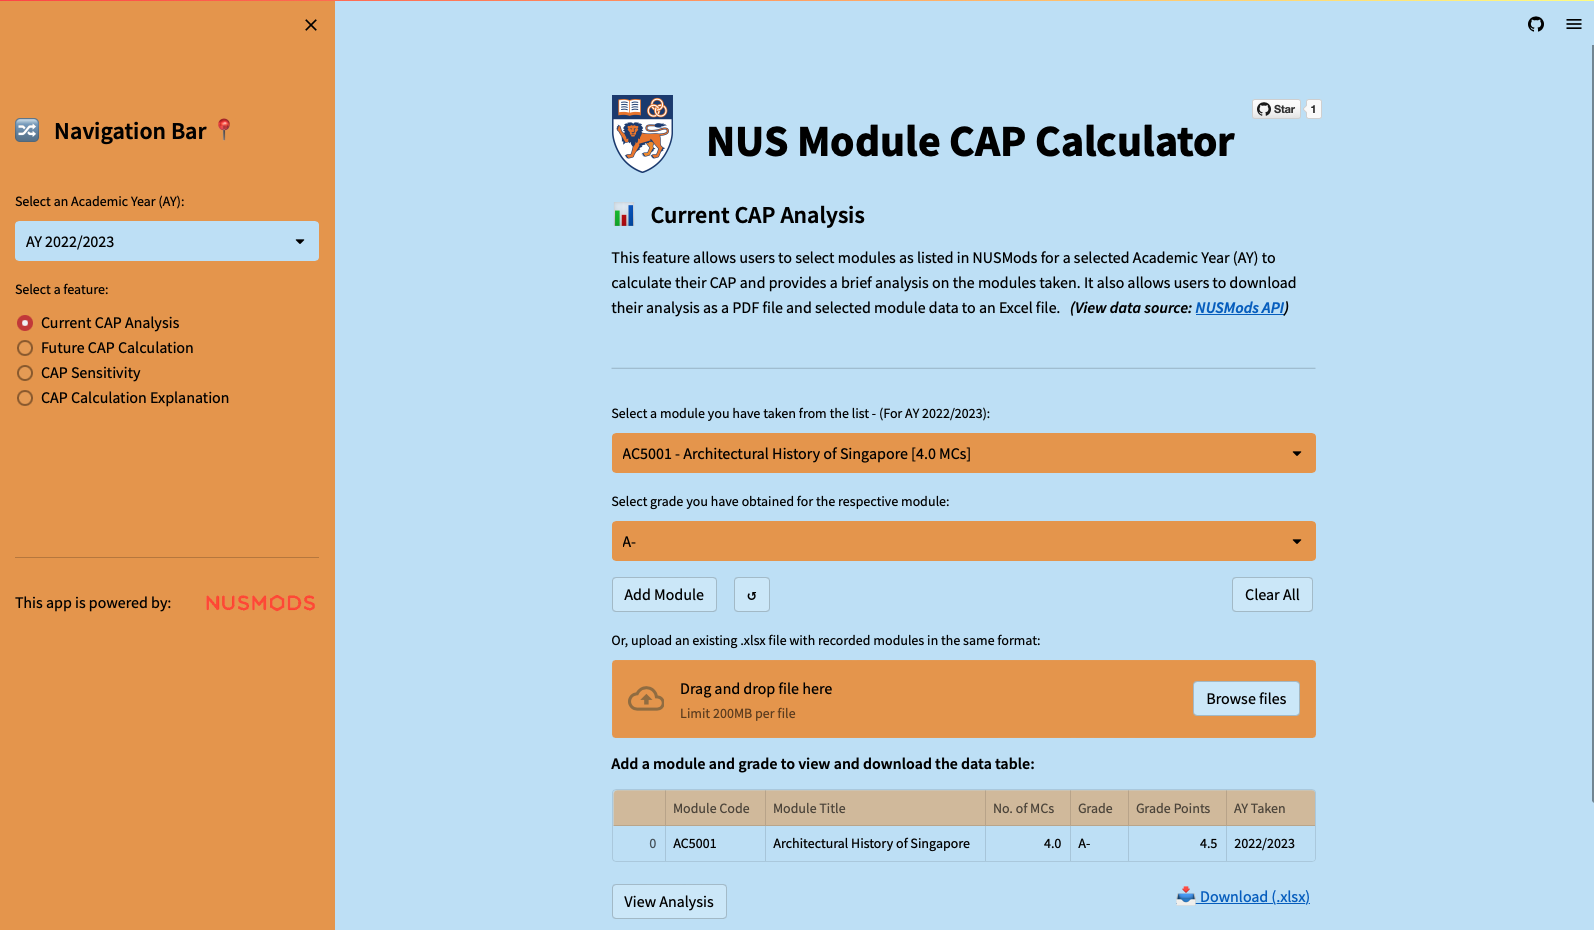 Navigation Bar
Select an Academic Year (AY):
AY 2022/2023
Select a feature:
Current CAP Analysis
Future CAP Calculation
CAP Sensitivity
CAP Calculation Explanation
This app is powered by: NUSMODS
Star 1
NUS Module CAP Calculator
Current CAP Analysis
This feature allows users to select modules as listed in NUSMods for a selected Academic Year (AY) to
calculate their CAP and provides a brief analysis on the modules taken. It also allows users to download
their analysis as a PDF file and selected module data to an Excel file. (View data source: NUSMods API)
Select a module you have taken from the list - (For AY 2022/2023):
AC5001 - Architectural History of Singapore [4.0 MCs]
Select grade you have obtained for the respective module:
A-
Add Module ↺ Clear All
Or, upload an existing .xlsx file with recorded modules in the same format:
Drag and drop file here
Limit 200MB per file
Browse files
Add a module and grade to view and download the data table:
Module Code Module Title No. of MCs Grade Grade Points AY Taken
0 AC5001 Architectural History of Singapore 4.0 A- 4.5 2022/2023
View Analysis Download (.xlsx)